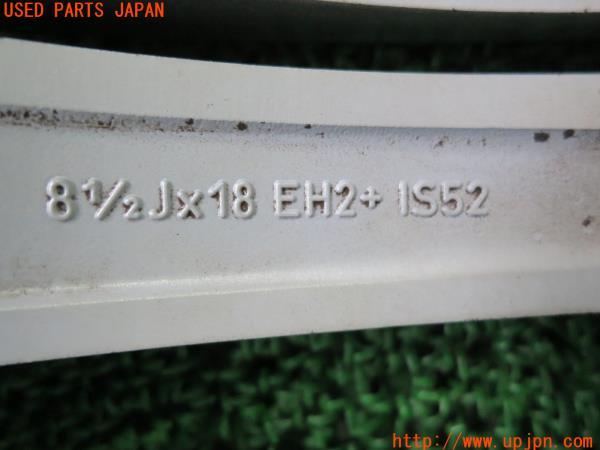 USED PARTS JAPAN
8½Jx18 EH2+ IS52
http://www.upjpn.com/